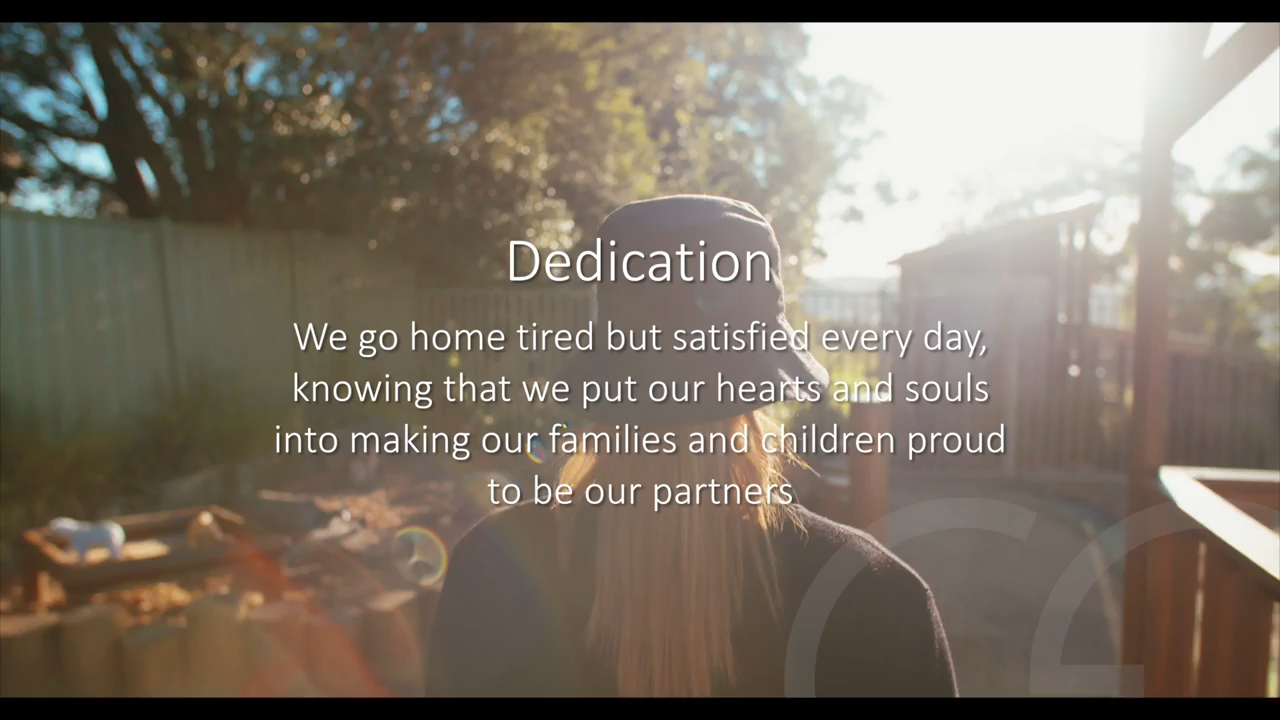 Dedication
We go home tired but satisfied every day,
knowing that we put our hearts and souls
into making our families and children proud
to be our partners